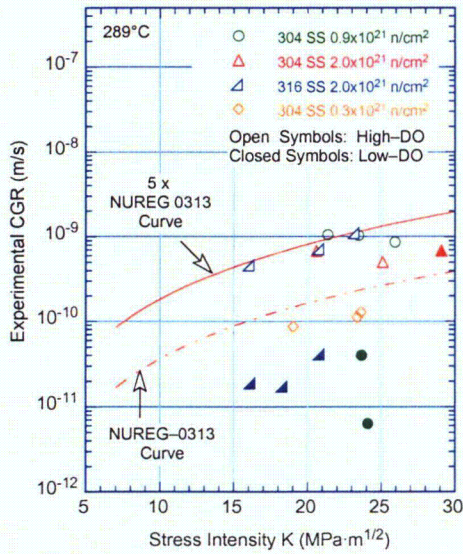 289°C
304 SS 0.9x10²¹ n/cm²
304 SS 2.0x10²¹ n/cm²
316 SS 2.0x10²¹ n/cm²
304 SS 0.3x10²¹ n/cm²
Open Symbols: High–DO
Closed Symbols: Low–DO
5 x
NUREG 0313
Curve
NUREG–0313
Curve
Experimental CGR (m/s)
10⁻⁷
10⁻⁸
10⁻⁹
10⁻¹⁰
10⁻¹¹
10⁻¹²
5 10 15 20 25 30
Stress Intensity K (MPa·m¹/²)